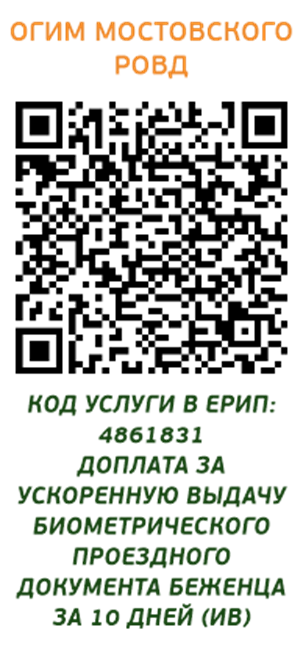 ОГИМ МОСТОВСКОГО
РОВД
КОД УСЛУГИ В ЕРИП:
4861831
ДОПЛАТА ЗА
УСКОРЕННУЮ ВЫДАЧУ
БИОМЕТРИЧЕСКОГО
ПРОЕЗДНОГО
ДОКУМЕНТА БЕЖЕНЦА
ЗА 10 ДНЕЙ (ИВ)